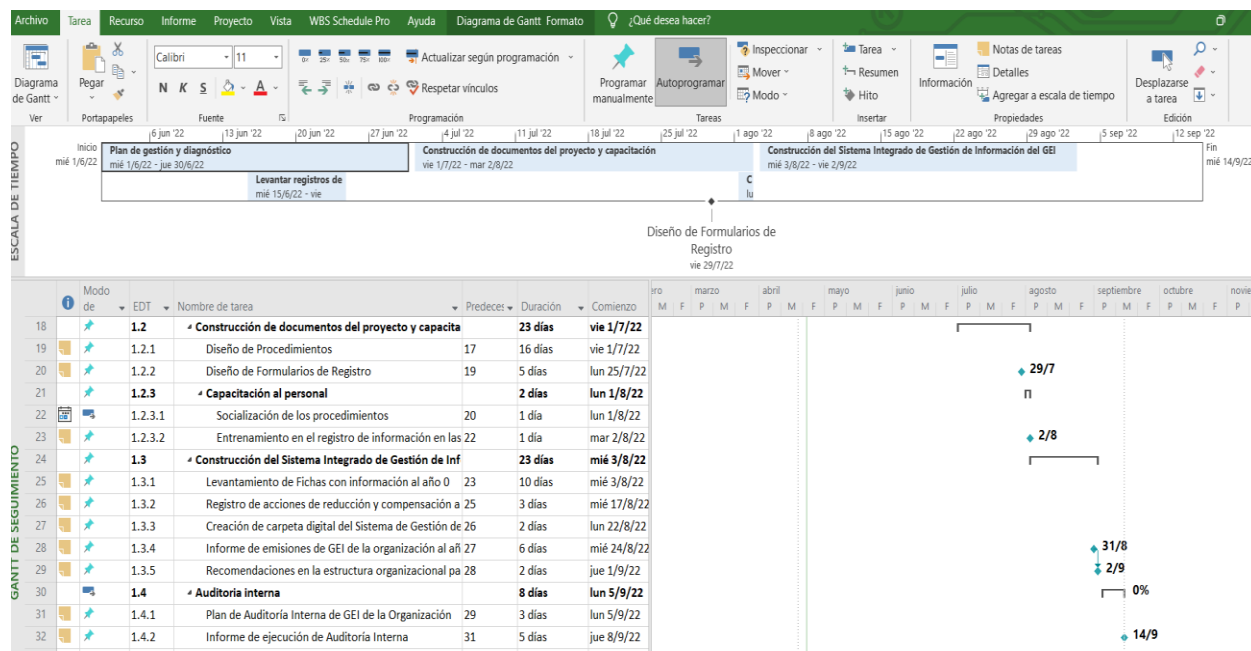 Archivo Tarea Recurso Informe Proyecto Vista WBS Schedule Pro Ayuda Diagrama de Gantt Formato ¿Qué desea hacer?
Calibri 11 0% 25% 50% 75% 100% Actualizar según programación Inspeccionar Tarea Notas de tareas
Diagrama de Gantt Pegar N K S A Respetar vínculos Programar manualmente Autoprogramar Mover Resumen Información Detalles Desplazarse a tarea
Modo Hito Agregar a escala de tiempo
Ver Portapapeles Fuente Programación Tareas Insertar Propiedades Edición
ESCALA DE TIEMPO
6 jun '22 13 jun '22 20 jun '22 27 jun '22 4 jul '22 11 jul '22 18 jul '22 25 jul '22 1 ago '22 8 ago '22 15 ago '22 22 ago '22 29 ago '22 5 sep '22 12 sep '22
Inicio Plan de gestión y diagnóstico Construcción de documentos del proyecto y capacitación Construcción del Sistema Integrado de Gestión de Información del GEI Fin
mié 1/6/22 mié 1/6/22 - jue 30/6/22 vie 1/7/22 - mar 2/8/22 mié 3/8/22 - vie 2/9/22 mié 14/9/22
Levantar registros de C
mié 15/6/22 - vie lu
Diseño de Formularios de
Registro
vie 29/7/22
GANTT DE SEGUIMIENTO
Modo de EDT Nombre de tarea Predeces Duración Comienzo
ro marzo abril mayo junio julio agosto septiembre octubre novie
M F P M F P M F P M F P M F P M F P M F P M F P M F P
18 1.2 Construcción de documentos del proyecto y capacita 23 días vie 1/7/22
19 1.2.1 Diseño de Procedimientos 17 16 días vie 1/7/22
20 1.2.2 Diseño de Formularios de Registro 19 5 días lun 25/7/22 29/7
21 1.2.3 Capacitación al personal 2 días lun 1/8/22
22 1.2.3.1 Socialización de los procedimientos 20 1 día lun 1/8/22
23 1.2.3.2 Entrenamiento en el registro de información en las 22 1 día mar 2/8/22 2/8
24 1.3 Construcción del Sistema Integrado de Gestión de Inf 23 días mié 3/8/22
25 1.3.1 Levantamiento de Fichas con información al año 0 23 10 días mié 3/8/22
26 1.3.2 Registro de acciones de reducción y compensación a 25 3 días mié 17/8/22
27 1.3.3 Creación de carpeta digital del Sistema de Gestión de 26 2 días lun 22/8/22
28 1.3.4 Informe de emisiones de GEI de la organización al añ 27 6 días mié 24/8/22 31/8
29 1.3.5 Recomendaciones en la estructura organizacional pa 28 2 días jue 1/9/22 2/9
30 1.4 Auditoria interna 8 días lun 5/9/22 0%
31 1.4.1 Plan de Auditoría Interna de GEI de la Organización 29 3 días lun 5/9/22
32 1.4.2 Informe de ejecución de Auditoría Interna 31 5 días jue 8/9/22 14/9